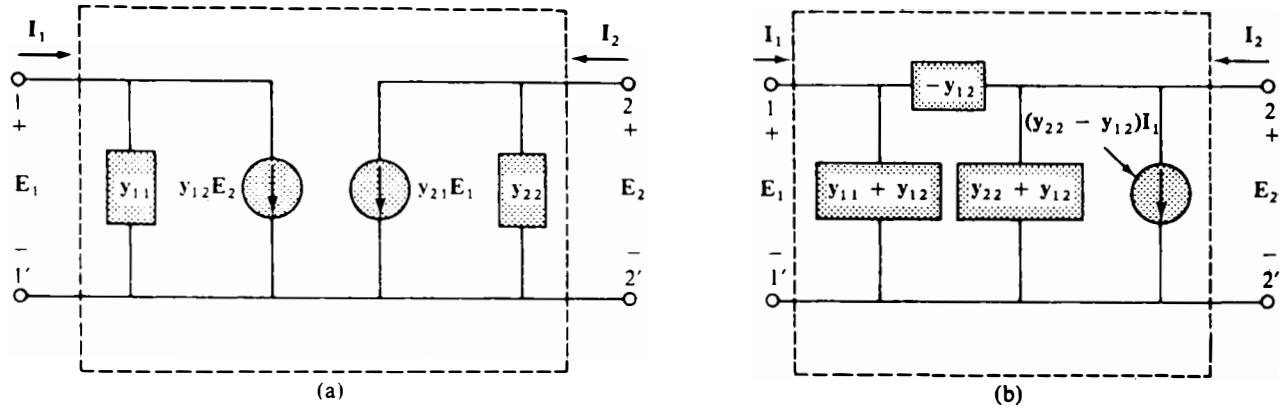 I₁
I₂
1
+
E₁
−
1′
y₁₁
y₁₂E₂
y₂₁E₁
y₂₂
2
+
E₂
−
2′
(a)
I₁
I₂
1
+
E₁
−
1′
−y₁₂
(y₂₂ − y₁₂)I₁
y₁₁ + y₁₂
y₂₂ + y₁₂
2
+
E₂
−
2′
(b)